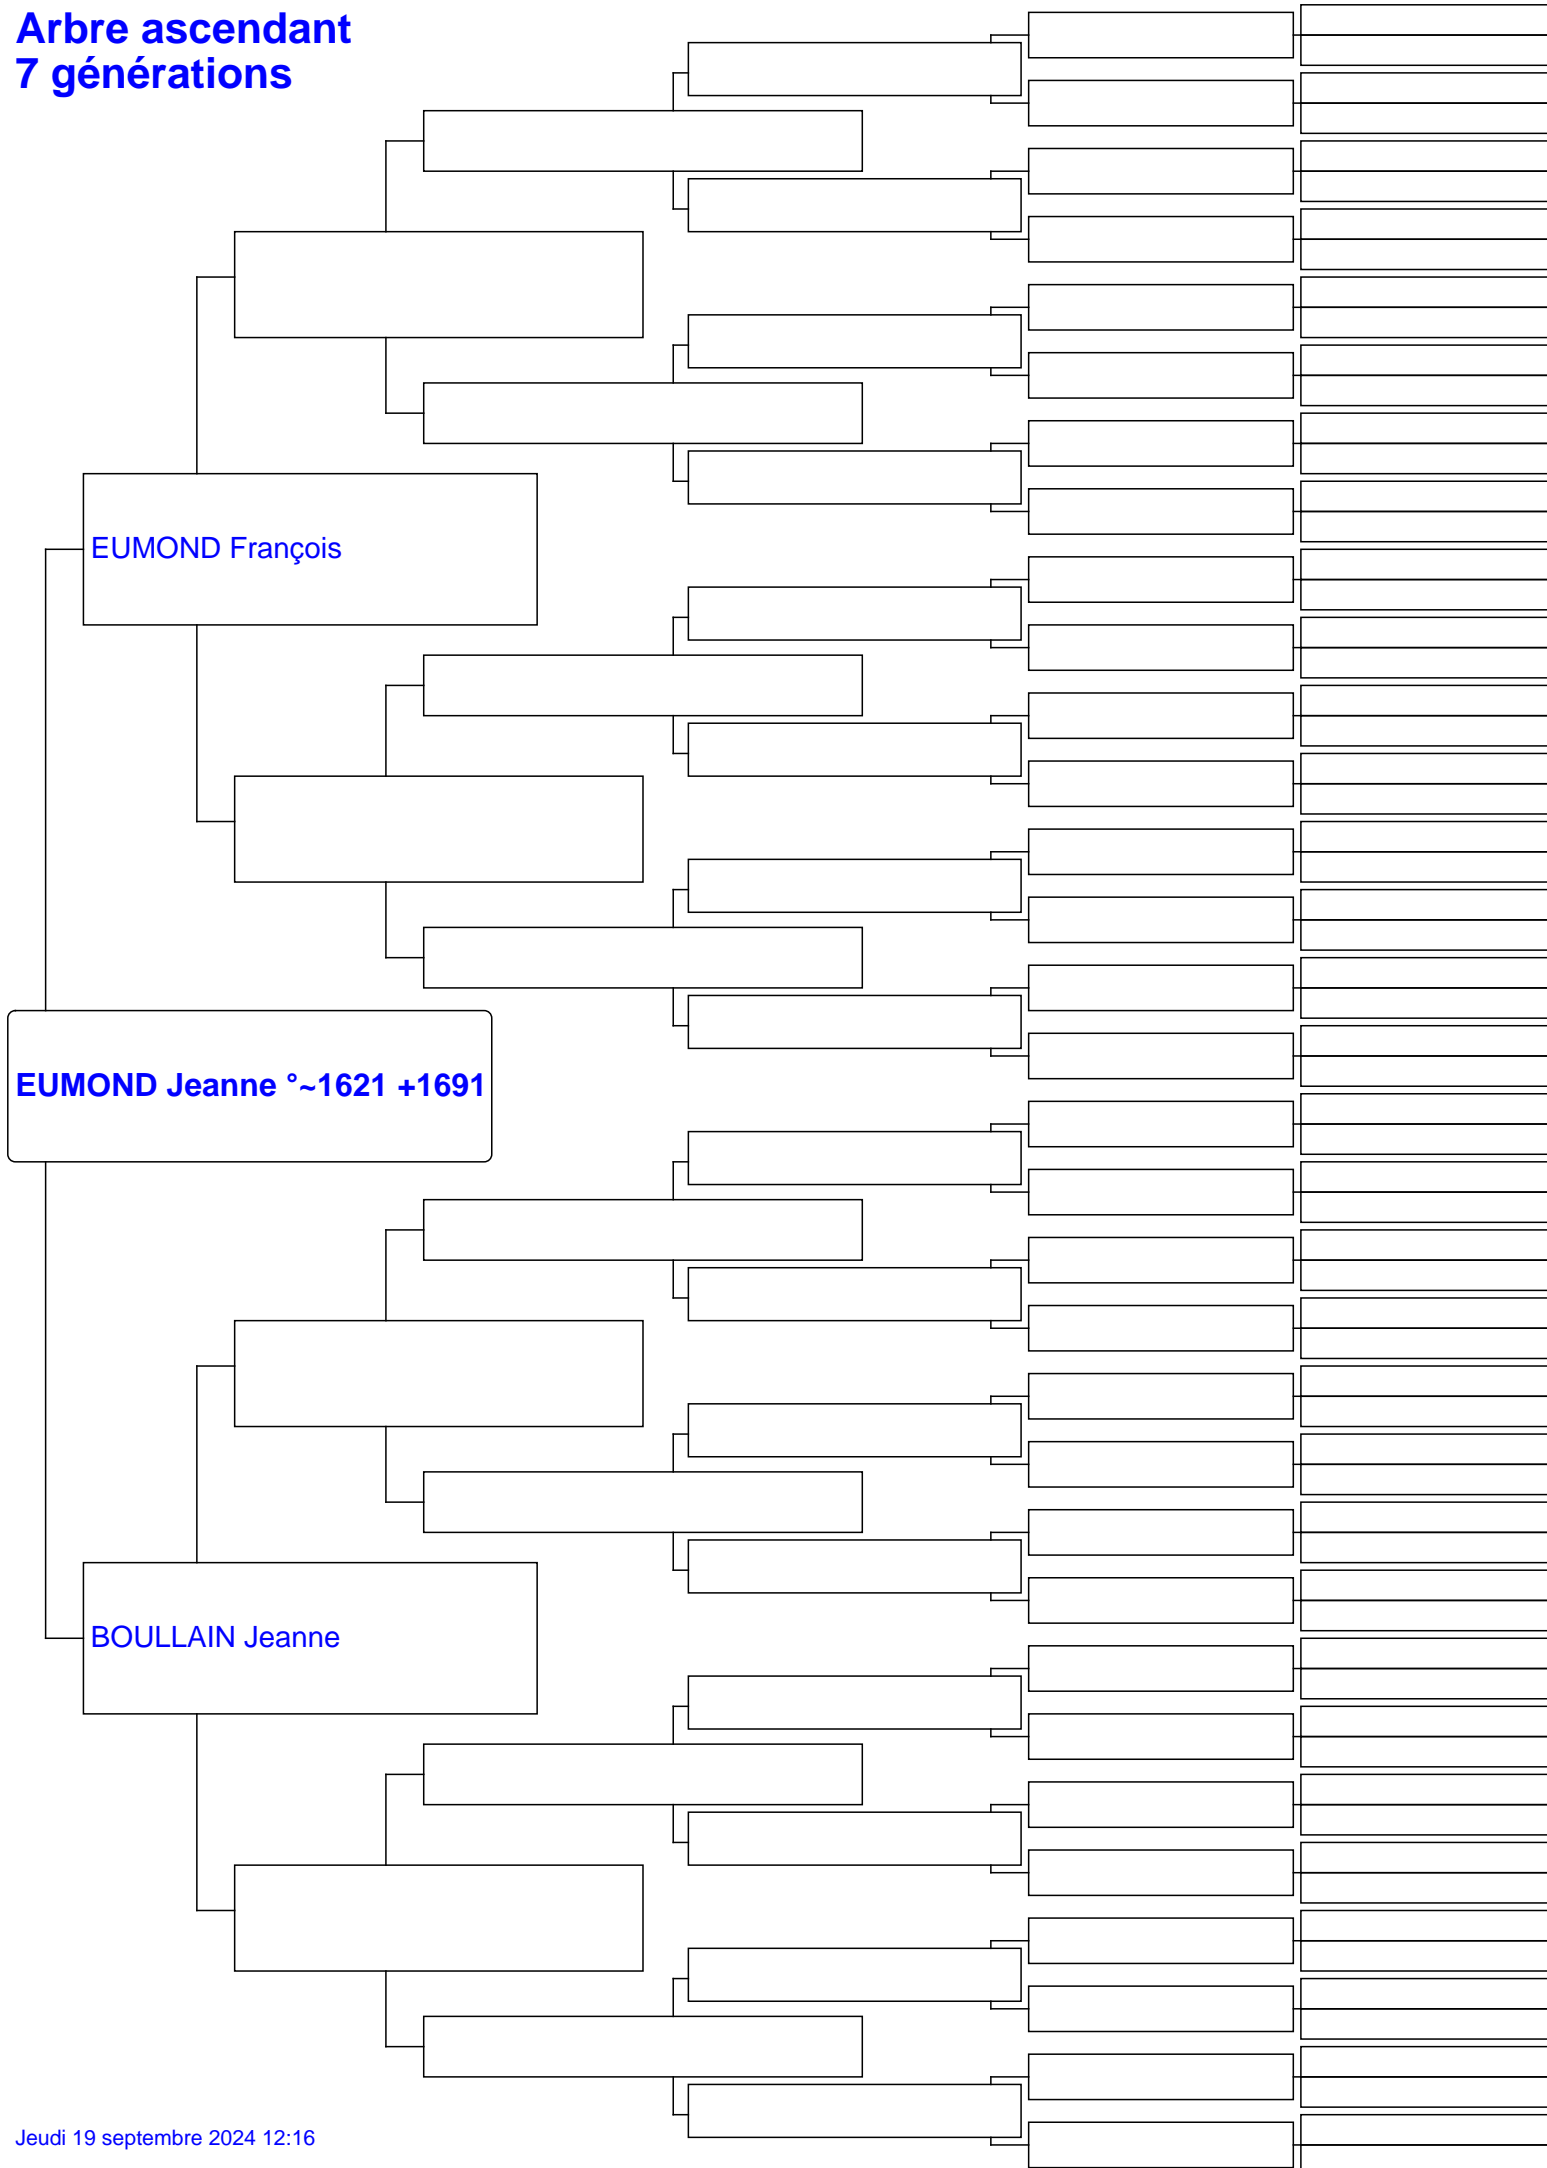 Arbre ascendant
7 générations
EUMOND François
EUMOND Jeanne °~1621 +1691
BOULLAIN Jeanne
Jeudi 19 septembre 2024 12:16